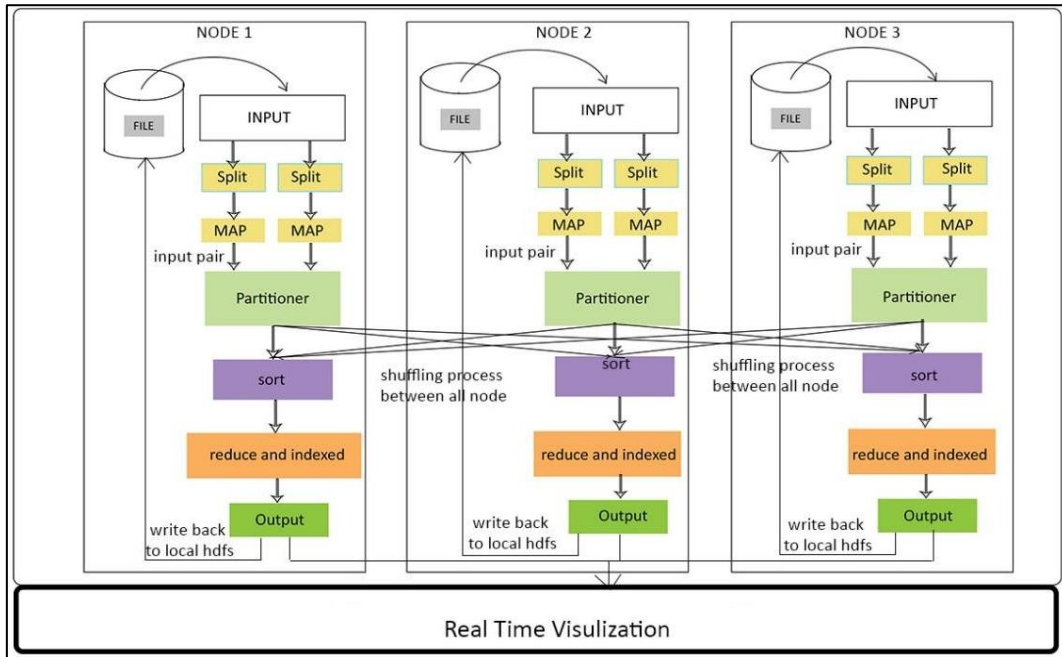 NODE 1
FILE
INPUT
Split
Split
MAP
MAP
input pair
Partitioner
sort
reduce and indexed
Output
write back
to local hdfs
NODE 2
FILE
INPUT
Split
Split
MAP
MAP
input pair
Partitioner
shuffling process
between all node
sort
reduce and indexed
Output
write back
to local hdfs
NODE 3
FILE
INPUT
Split
Split
MAP
MAP
input pair
Partitioner
shuffling process
between all node
sort
reduce and indexed
Output
write back
to local hdfs
Real Time Visulization